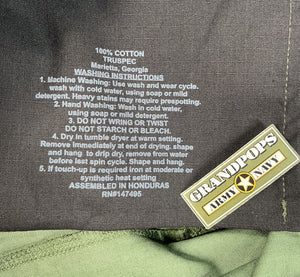 100% COTTON
TRUSPEC
Marietta, Georgia
WASHING INSTRUCTIONS
1. Machine Washing: Use wash and wear cycle.
wash with cold water, using soap or mild
detergent. Heavy stains may require prespotting.
2. Hand Washing: Wash in cold water,
using soap or mild detergent.
3. DO NOT WRING OR TWIST
DO NOT STARCH OR BLEACH.
4. Dry in tumble dryer at warm setting.
Remove immediately at end of drying. shape
and hang to drip dry, remove from water
before last spin cycle. Shape and hang.
5. If touch-up is required iron at moderate or
synthetic heat setting
ASSEMBLED IN HONDURAS
RN#147495
GRANDPOPS
ARMY NAVY